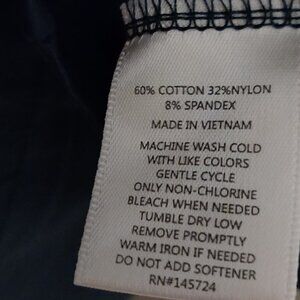 60% COTTON 32%NYLON
8% SPANDEX
MADE IN VIETNAM
MACHINE WASH COLD
WITH LIKE COLORS
GENTLE CYCLE
ONLY NON-CHLORINE
BLEACH WHEN NEEDED
TUMBLE DRY LOW
REMOVE PROMPTLY
WARM IRON IF NEEDED
DO NOT ADD SOFTENER
RN#145724